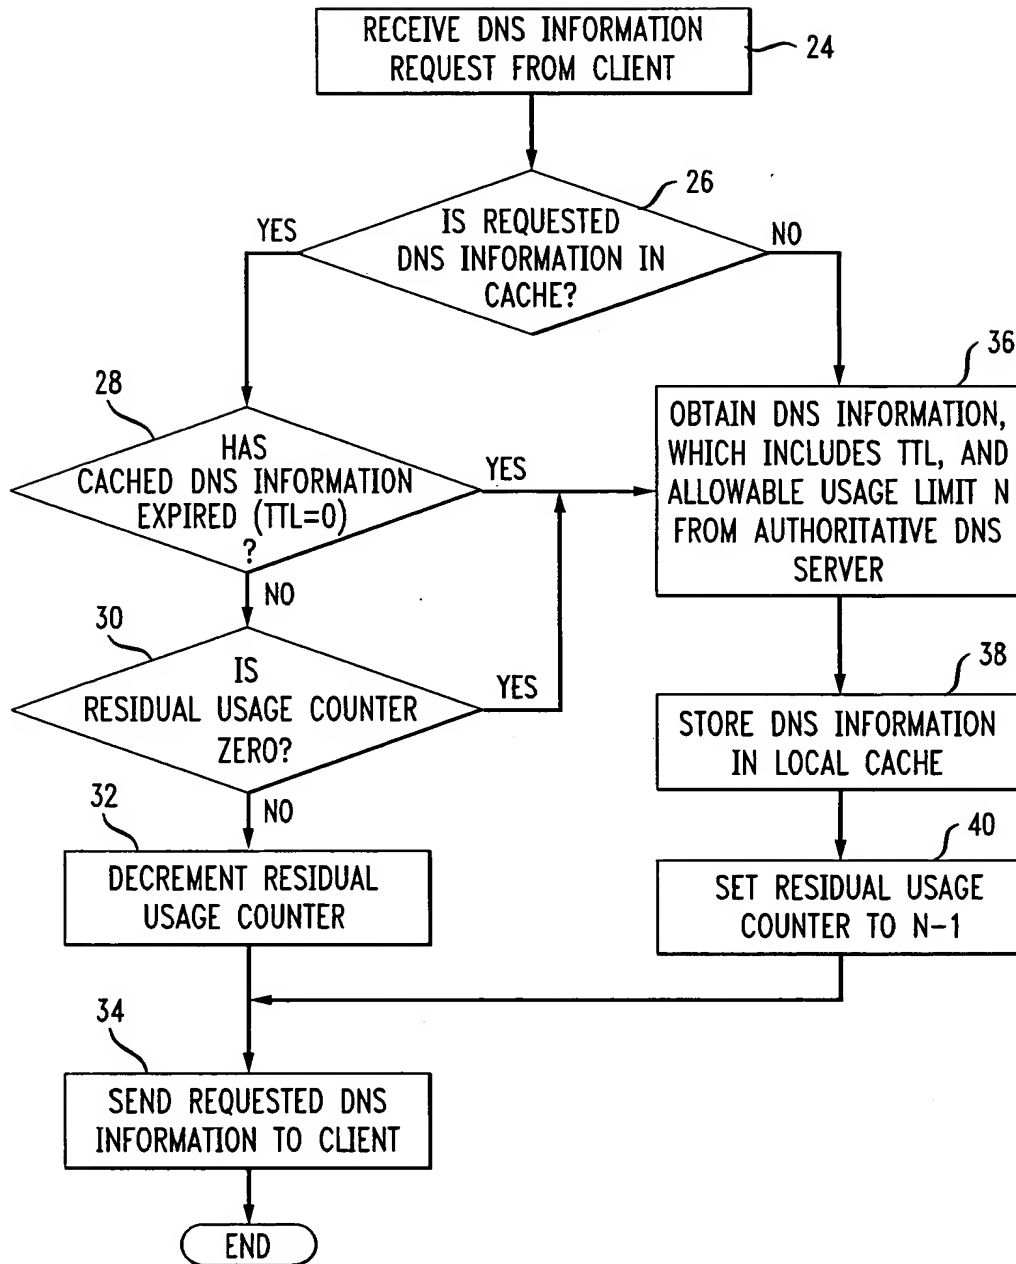 RECEIVE DNS INFORMATION
REQUEST FROM CLIENT
24
26
IS REQUESTED
DNS INFORMATION IN
CACHE?
YES
NO
28
HAS
CACHED DNS INFORMATION
EXPIRED (TTL=0)
?
YES
NO
36
OBTAIN DNS INFORMATION,
WHICH INCLUDES TTL, AND
ALLOWABLE USAGE LIMIT N
FROM AUTHORITATIVE DNS
SERVER
30
IS
RESIDUAL USAGE COUNTER
ZERO?
YES
NO
38
STORE DNS INFORMATION
IN LOCAL CACHE
32
DECREMENT RESIDUAL
USAGE COUNTER
40
SET RESIDUAL USAGE
COUNTER TO N-1
34
SEND REQUESTED DNS
INFORMATION TO CLIENT
END